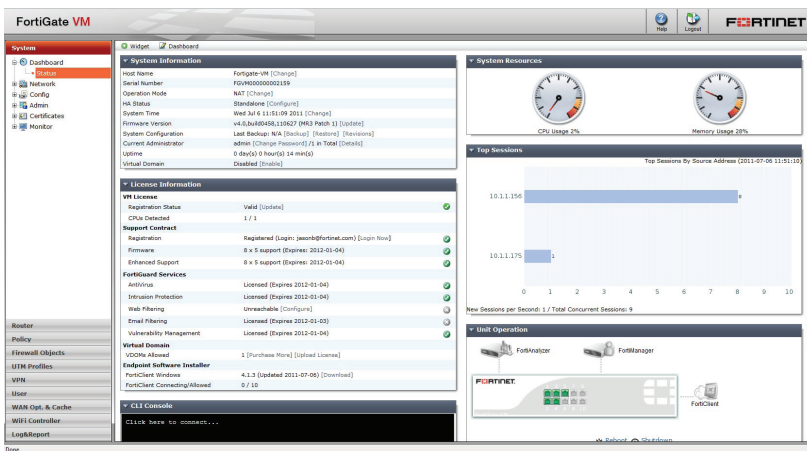 FortiGate VM
Help
Logout
FORTINET
System
Dashboard
Status
Network
Config
Admin
Certificates
Monitor
Router
Policy
Firewall Objects
UTM Profiles
VPN
User
WAN Opt. & Cache
WiFi Controller
Log&Report
Widget Dashboard
System Information
Host Name Fortigate-VM [Change]
Serial Number FGVM000000002159
Operation Mode NAT [Change]
HA Status Standalone [Configure]
System Time Wed Jul 6 11:51:09 2011 [Change]
Firmware Version v4.0,build0458,110627 (MR3 Patch 1) [Update]
System Configuration Last Backup: N/A [Backup] [Restore] [Revisions]
Current Administrator admin [Change Password] /1 in Total [Details]
Uptime 0 day(s) 0 hour(s) 14 min(s)
Virtual Domain Disabled [Enable]
License Information
VM License
Registration Status Valid [Update]
CPUs Detected 1 / 1
Support Contract
Registration Registered (Login: jasonb@fortinet.com) [Login Now]
Firmware 8 x 5 support (Expires: 2012-01-04)
Enhanced Support 8 x 5 support (Expires: 2012-01-04)
FortiGuard Services
AntiVirus Licensed (Expires 2012-01-04)
Intrusion Protection Licensed (Expires 2012-01-04)
Web Filtering Unreachable [Configure]
Email Filtering Licensed (Expires 2012-01-03)
Vulnerability Management Licensed (Expires 2012-01-04)
Virtual Domain
VDOMs Allowed 1 [Purchase More] [Upload License]
Endpoint Software Installer
FortiClient Windows 4.1.3 (Updated 2011-07-06) [Download]
FortiClient Connecting/Allowed 0 / 10
CLI Console
Click here to connect...
System Resources
CPU Usage 2%
Memory Usage 28%
Top Sessions
Top Sessions By Source Address (2011-07-06 11:51:10)
10.1.1.156 8
10.1.1.175 1
0 1 2 3 4 5 6 7 8 9 10
New Sessions per Second: 1 / Total Concurrent Sessions: 9
Unit Operation
FortiAnalyzer
FortiManager
FORTINET
FortiClient
Reboot Shutdown
Done